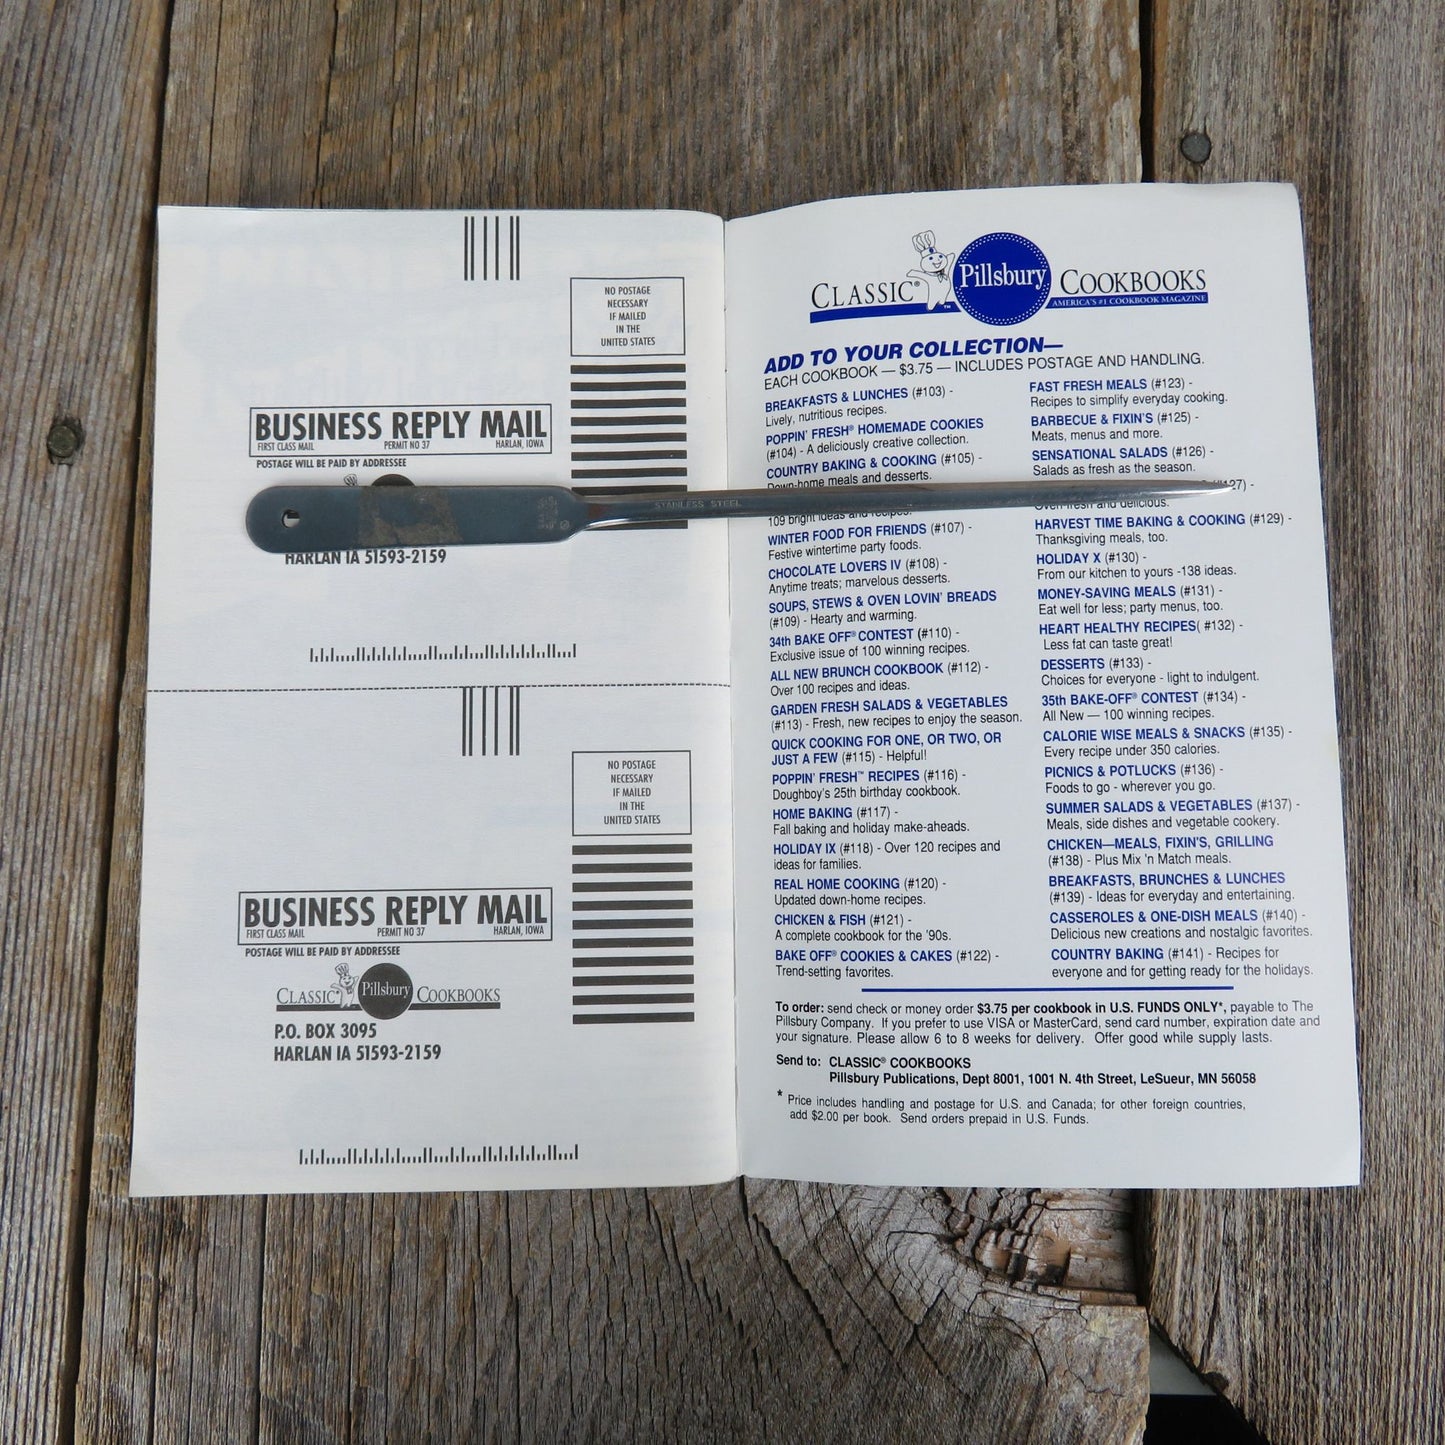 NO POSTAGE
NECESSARY
IF MAILED
IN THE
UNITED STATES
BUSINESS REPLY MAIL
FIRST CLASS MAIL PERMIT NO 37 HARLAN, IOWA
POSTAGE WILL BE PAID BY ADDRESSEE
STAINLESS STEEL
HARLAN IA 51593-2159
NO POSTAGE
NECESSARY
IF MAILED
IN THE
UNITED STATES
BUSINESS REPLY MAIL
FIRST CLASS MAIL PERMIT NO 37 HARLAN, IOWA
POSTAGE WILL BE PAID BY ADDRESSEE
CLASSIC Pillsbury COOKBOOKS
P.O. BOX 3095
HARLAN IA 51593-2159
CLASSIC® Pillsbury COOKBOOKS
™ AMERICA'S #1 COOKBOOK MAGAZINE
ADD TO YOUR COLLECTION—
EACH COOKBOOK — $3.75 — INCLUDES POSTAGE AND HANDLING.
BREAKFASTS & LUNCHES (#103) -
Lively, nutritious recipes.
POPPIN' FRESH® HOMEMADE COOKIES
(#104) - A deliciously creative collection.
COUNTRY BAKING & COOKING (#105) -
Down-home meals and desserts.
109 bright ideas and recipes.
WINTER FOOD FOR FRIENDS (#107) -
Festive wintertime party foods.
CHOCOLATE LOVERS IV (#108) -
Anytime treats; marvelous desserts.
SOUPS, STEWS & OVEN LOVIN' BREADS
(#109) - Hearty and warming.
34th BAKE OFF® CONTEST (#110) -
Exclusive issue of 100 winning recipes.
ALL NEW BRUNCH COOKBOOK (#112) -
Over 100 recipes and ideas.
GARDEN FRESH SALADS & VEGETABLES
(#113) - Fresh, new recipes to enjoy the season.
QUICK COOKING FOR ONE, OR TWO, OR
JUST A FEW (#115) - Helpful!
POPPIN' FRESH™ RECIPES (#116) -
Doughboy's 25th birthday cookbook.
HOME BAKING (#117) -
Fall baking and holiday make-aheads.
HOLIDAY IX (#118) - Over 120 recipes and
ideas for families.
REAL HOME COOKING (#120) -
Updated down-home recipes.
CHICKEN & FISH (#121) -
A complete cookbook for the '90s.
BAKE OFF® COOKIES & CAKES (#122) -
Trend-setting favorites.
FAST FRESH MEALS (#123) -
Recipes to simplify everyday cooking.
BARBECUE & FIXIN'S (#125) -
Meats, menus and more.
SENSATIONAL SALADS (#126) -
Salads as fresh as the season.
(#127) -
Oven-fresh and delicious.
HARVEST TIME BAKING & COOKING (#129) -
Thanksgiving meals, too.
HOLIDAY X (#130) -
From our kitchen to yours -138 ideas.
MONEY-SAVING MEALS (#131) -
Eat well for less; party menus, too.
HEART HEALTHY RECIPES( #132) -
Less fat can taste great!
DESSERTS (#133) -
Choices for everyone - light to indulgent.
35th BAKE-OFF® CONTEST (#134) -
All New — 100 winning recipes.
CALORIE WISE MEALS & SNACKS (#135) -
Every recipe under 350 calories.
PICNICS & POTLUCKS (#136) -
Foods to go - wherever you go.
SUMMER SALADS & VEGETABLES (#137) -
Meals, side dishes and vegetable cookery.
CHICKEN—MEALS, FIXIN'S, GRILLING
(#138) - Plus Mix 'n Match meals.
BREAKFASTS, BRUNCHES & LUNCHES
(#139) - Ideas for everyday and entertaining.
CASSEROLES & ONE-DISH MEALS (#140) -
Delicious new creations and nostalgic favorites.
COUNTRY BAKING (#141) - Recipes for
everyone and for getting ready for the holidays.
To order: send check or money order $3.75 per cookbook in U.S. FUNDS ONLY*, payable to The
Pillsbury Company. If you prefer to use VISA or MasterCard, send card number, expiration date and
your signature. Please allow 6 to 8 weeks for delivery. Offer good while supply lasts.
Send to: CLASSIC® COOKBOOKS
Pillsbury Publications, Dept 8001, 1001 N. 4th Street, LeSueur, MN 56058
* Price includes handling and postage for U.S. and Canada; for other foreign countries,
add $2.00 per book. Send orders prepaid in U.S. Funds.